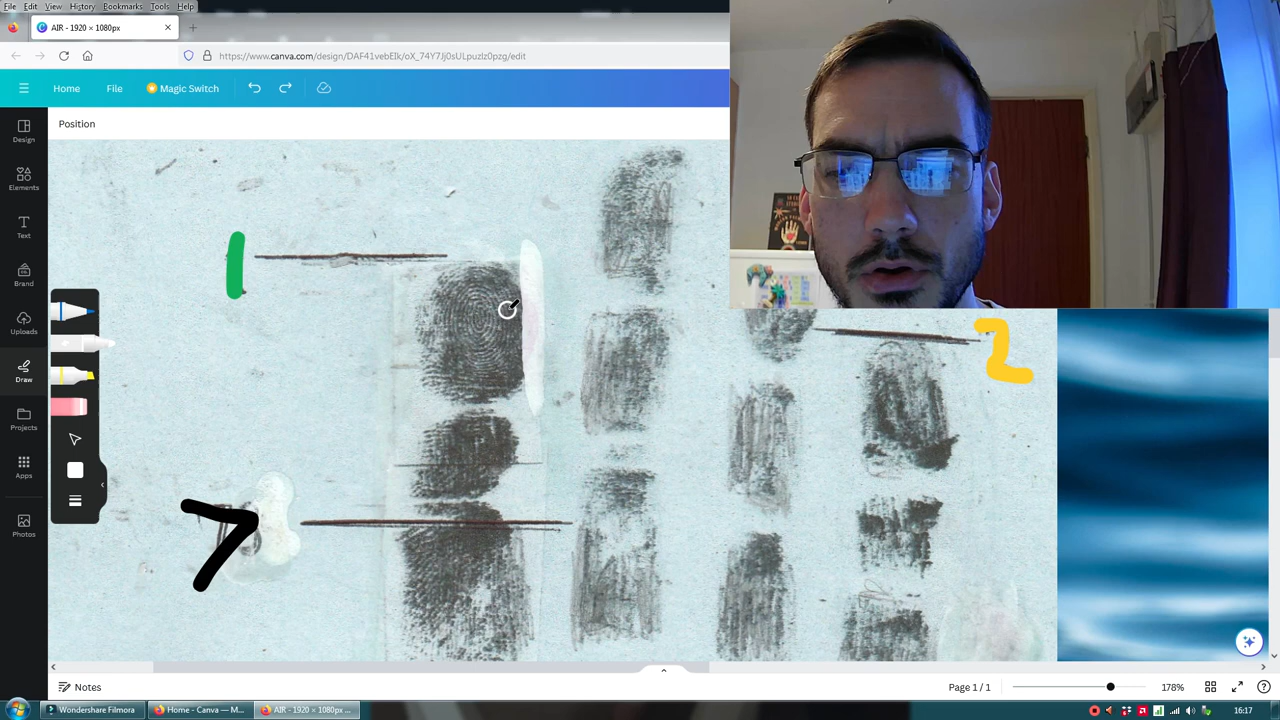 File Edit View History Bookmarks Tools Help
AIR - 1920 × 1080px
https://www.canva.com/design/DAF41vebEIk/oX_74Y7Jj0sULpuzIz0pzg/edit
Home File Magic Switch
Position
Design
Elements
Text
Brand
Uploads
Draw
Projects
Apps
Photos
1
2
7
Notes
Page 1 / 1
178%
Wondershare Filmora
Home - Canva — M...
AIR - 1920 × 1080px ...
16:17